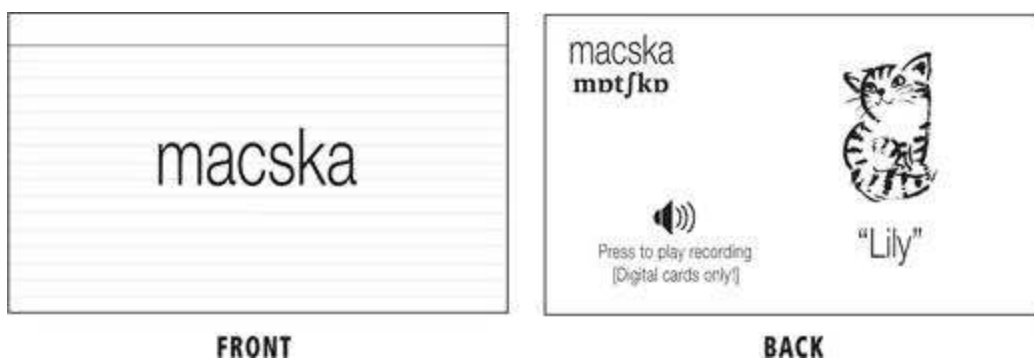 macska
macska
mɒtʃkɒ
Press to play recording
[Digital cards only!]
“Lily”
FRONT
BACK